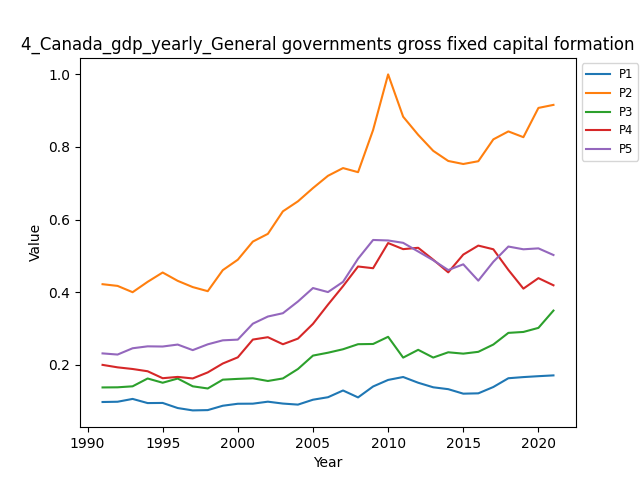 4_Canada_gdp_yearly_General governments gross fixed capital formation
P1
P2
P3
P4
P5
1.0
0.8
0.6
0.4
0.2
Value
1990 1995 2000 2005 2010 2015 2020
Year